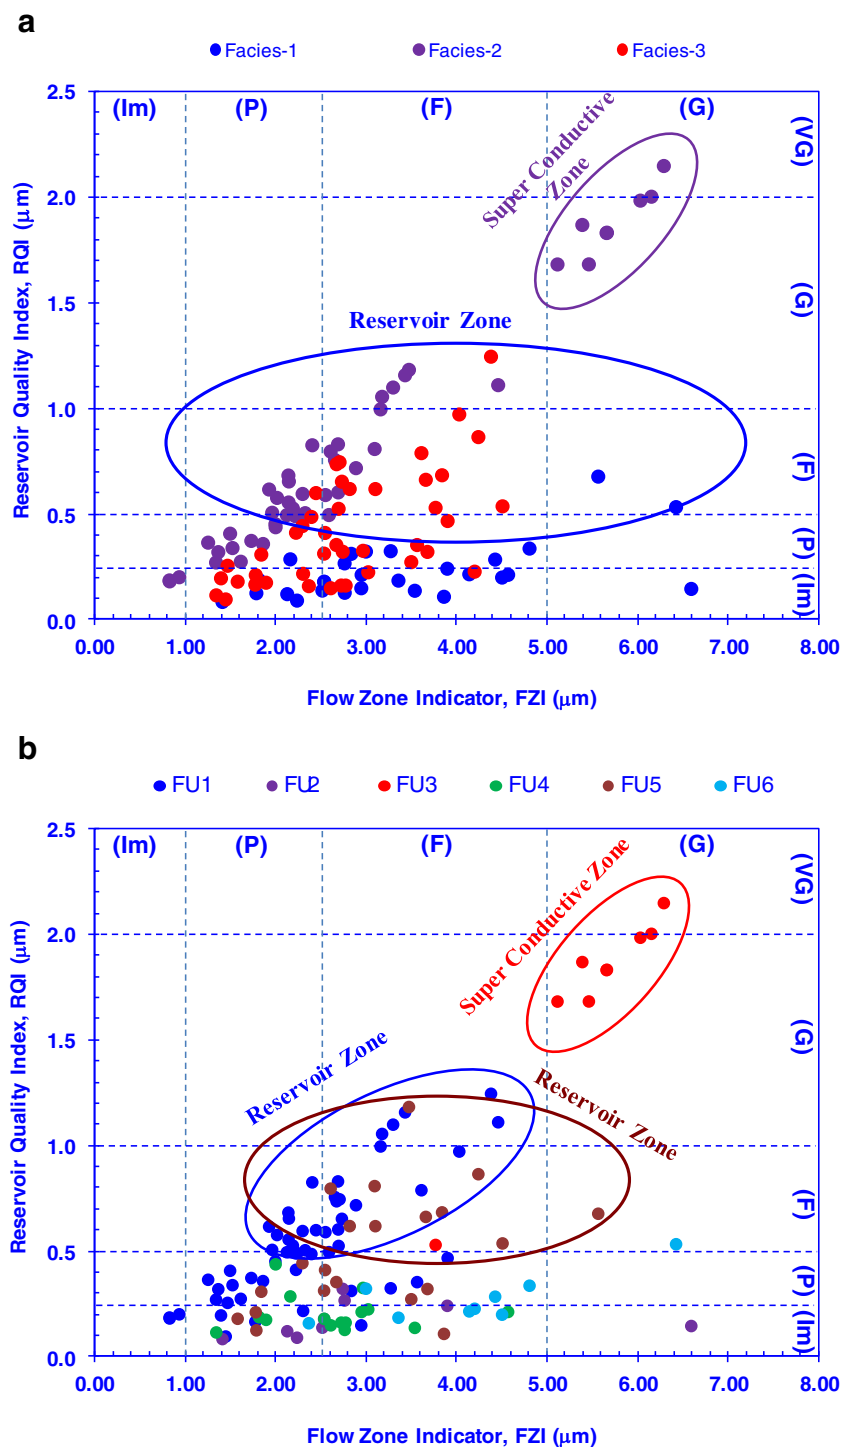 a
Facies-1 Facies-2 Facies-3
2.5
(Im) (P) (F) (G) (VG)
Super Conductive
Zone
2.0
(G)
1.5
Reservoir Zone
1.0
(F)
0.5
(P)
(Im)
0.0
Reservoir Quality Index, RQI (μm)
0.00 1.00 2.00 3.00 4.00 5.00 6.00 7.00 8.00
Flow Zone Indicator, FZI (μm)
b
FU1 FU2 FU3 FU4 FU5 FU6
2.5
(Im) (P) (F) (G) (VG)
Super Conductive Zone
2.0
(G)
1.5
Reservoir Zone
Reservoir Zone
1.0
(F)
0.5
(P)
(Im)
0.0
Reservoir Quality Index, RQI (μm)
0.00 1.00 2.00 3.00 4.00 5.00 6.00 7.00 8.00
Flow Zone Indicator, FZI (μm)